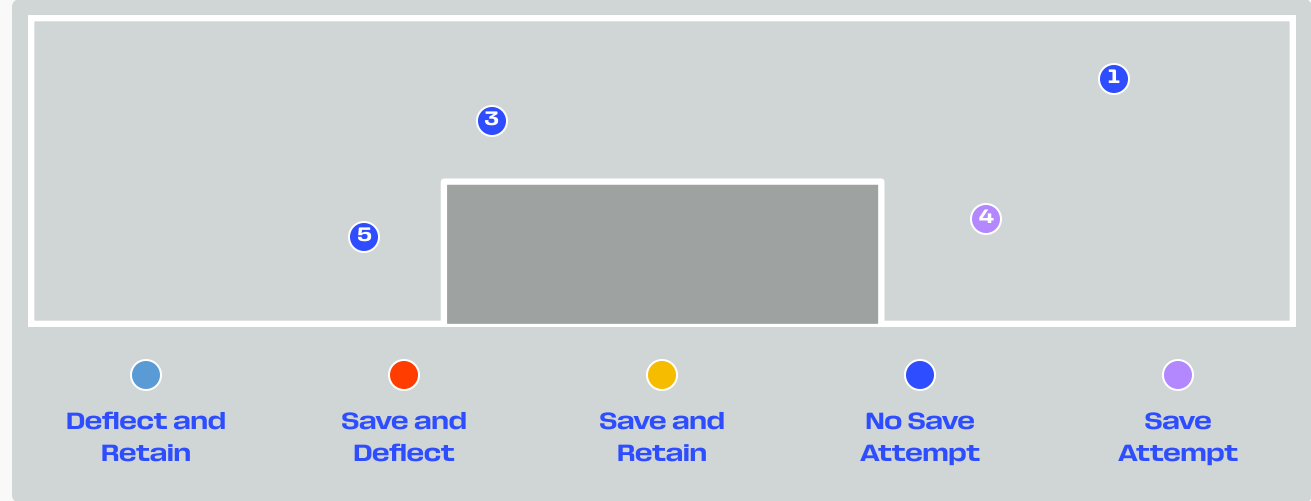 1
3
4
5
Deflect and
Retain
Save and
Deflect
Save and
Retain
No Save
Attempt
Save
Attempt